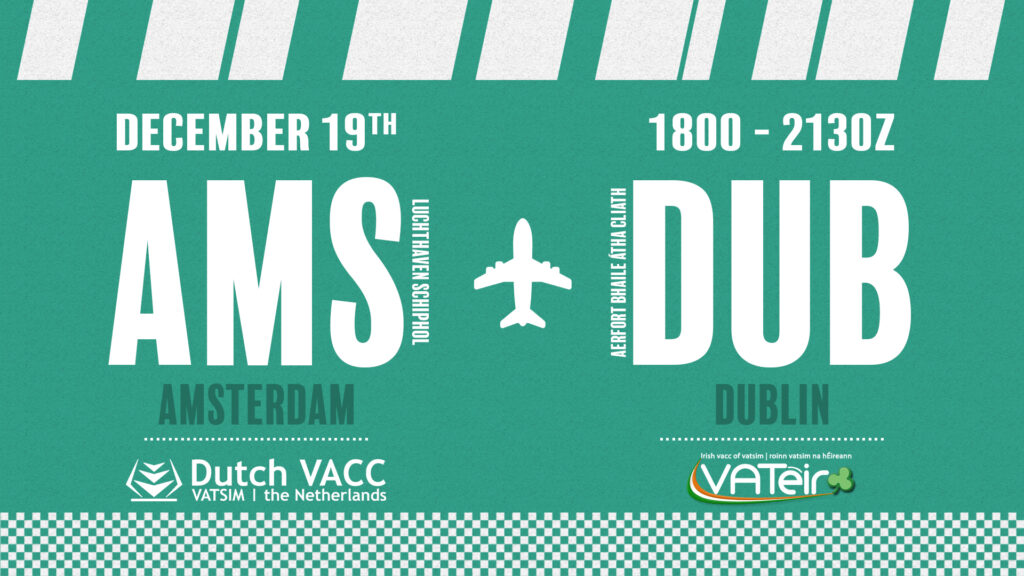 DECEMBER 19TH
1800 - 2130Z
AMS
LUCHTHAVEN SCHIPHOL
AERFORT BHAILE ÁTHA CLIATH
DUB
AMSTERDAM
DUBLIN
Dutch VACC
VATSIM | the Netherlands
Irish vacc of vatsim | roinn vatsim na hÉireann
VATéir